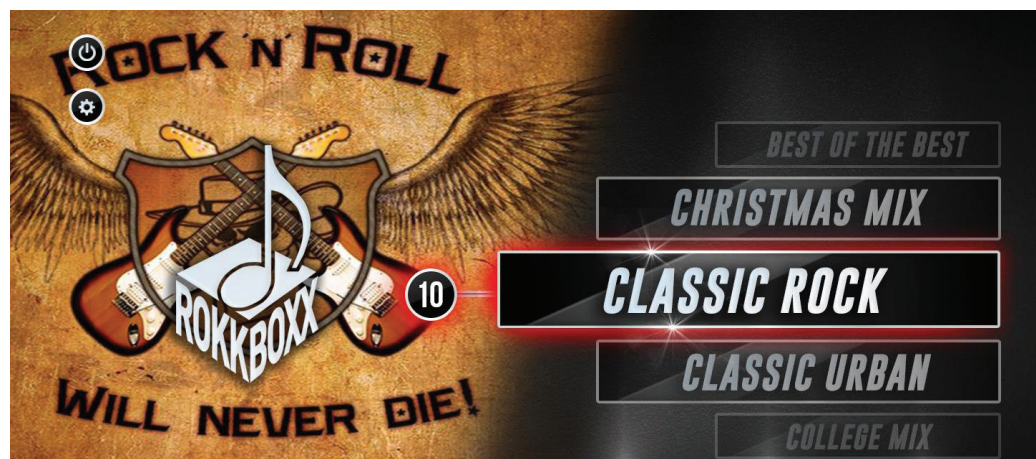 ROCK 'N' ROLL
ROKKBOXX
WILL NEVER DIE!
BEST OF THE BEST
CHRISTMAS MIX
10
CLASSIC ROCK
CLASSIC URBAN
COLLEGE MIX